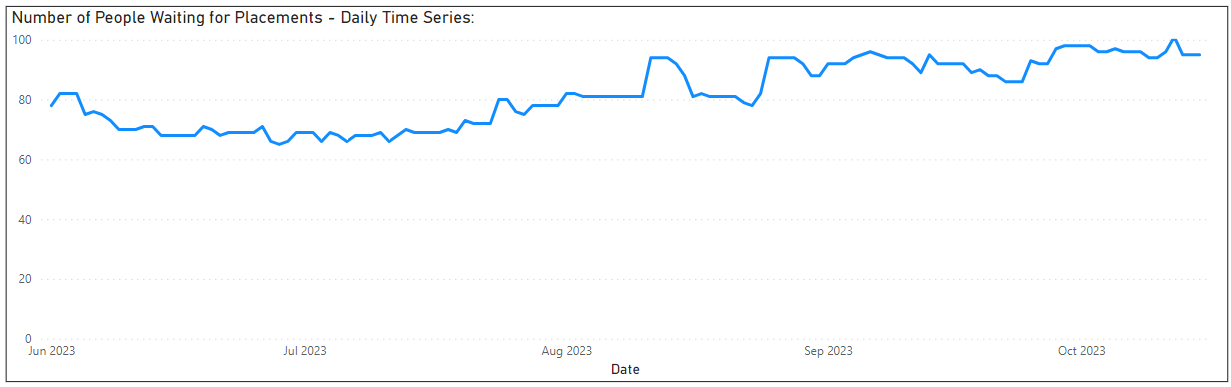 Number of People Waiting for Placements - Daily Time Series:
100
80
60
40
20
0
Jun 2023 Jul 2023 Aug 2023 Sep 2023 Oct 2023
Date